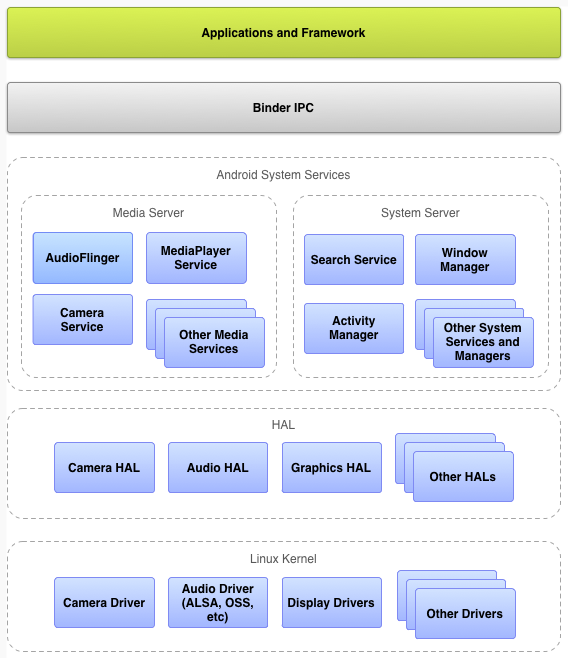 Applications and Framework
Binder IPC
Android System Services
Media Server
AudioFlinger
MediaPlayer
Service
Camera
Service
Other Media
Services
System Server
Search Service
Window
Manager
Activity
Manager
Other System
Services and
Managers
HAL
Camera HAL
Audio HAL
Graphics HAL
Other HALs
Linux Kernel
Camera Driver
Audio Driver
(ALSA, OSS,
etc)
Display Drivers
Other Drivers